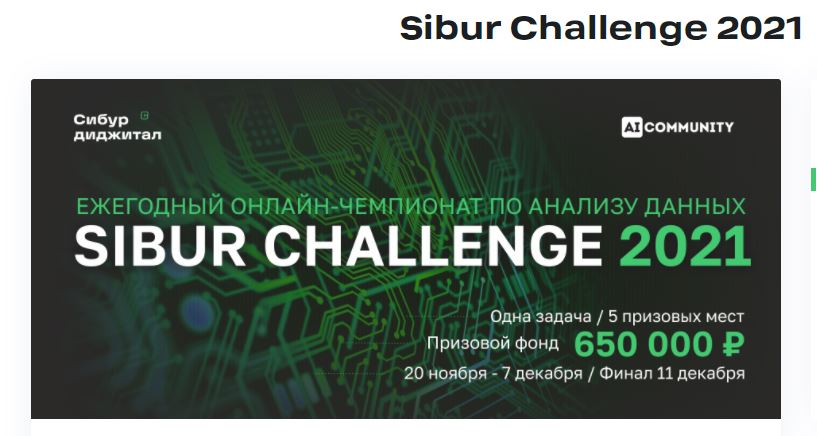 Sibur Challenge 2021
Сибур
диджитал
AI COMMUNITY
ЕЖЕГОДНЫЙ ОНЛАЙН-ЧЕМПИОНАТ ПО АНАЛИЗУ ДАННЫХ
SIBUR CHALLENGE 2021
Одна задача / 5 призовых мест
Призовой фонд 650 000 ₽
20 ноября - 7 декабря / Финал 11 декабря